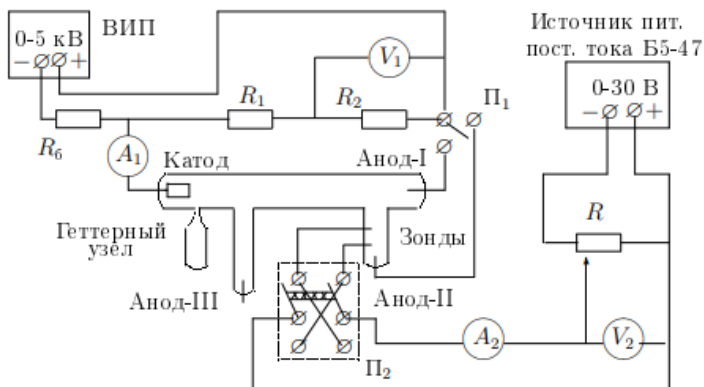 ВИП
0-5 кВ
− +
V₁
R₁
R₂
П₁
Rб
A₁
Катод
Анод-I
Геттерный
узел
Зонды
Анод-III
Анод-II
П₂
Источник пит.
пост. тока Б5-47
0-30 В
− +
R
A₂
V₂